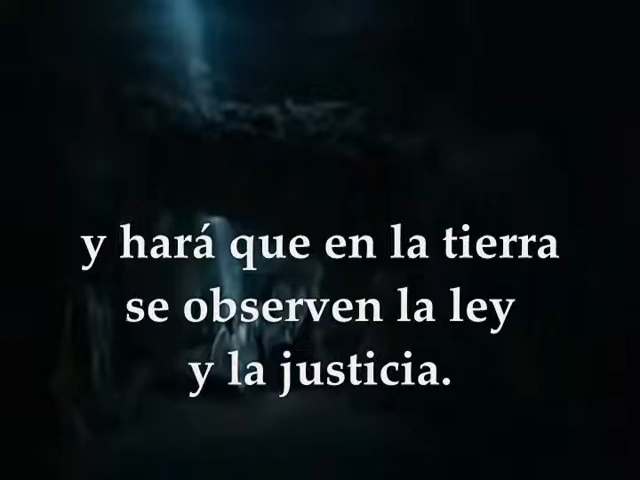 y hará que en la tierra
se observen la ley
y la justicia.